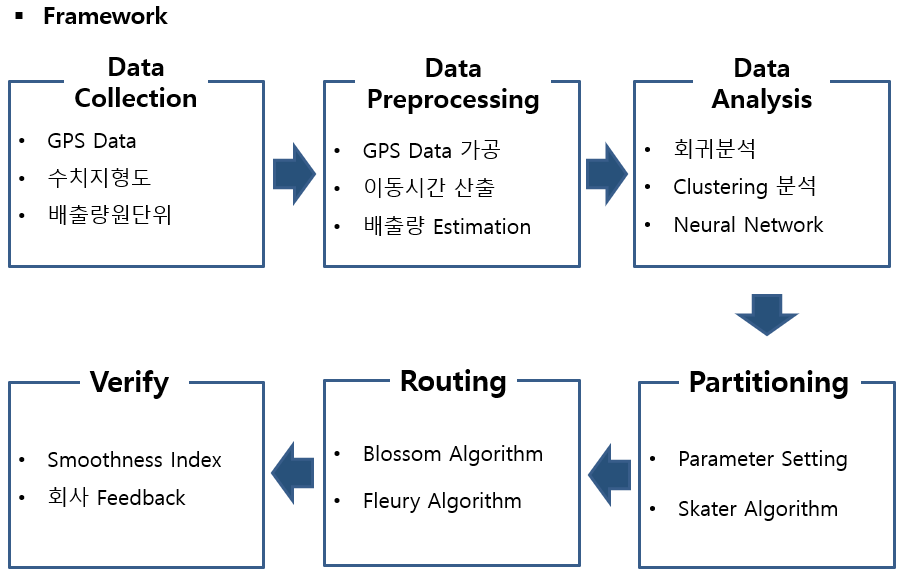 ▪ Framework
Data
Collection
• GPS Data
• 수치지형도
• 배출량원단위
Data
Preprocessing
• GPS Data 가공
• 이동시간 산출
• 배출량 Estimation
Data
Analysis
• 회귀분석
• Clustering 분석
• Neural Network
Partitioning
• Parameter Setting
• Skater Algorithm
Routing
• Blossom Algorithm
• Fleury Algorithm
Verify
• Smoothness Index
• 회사 Feedback